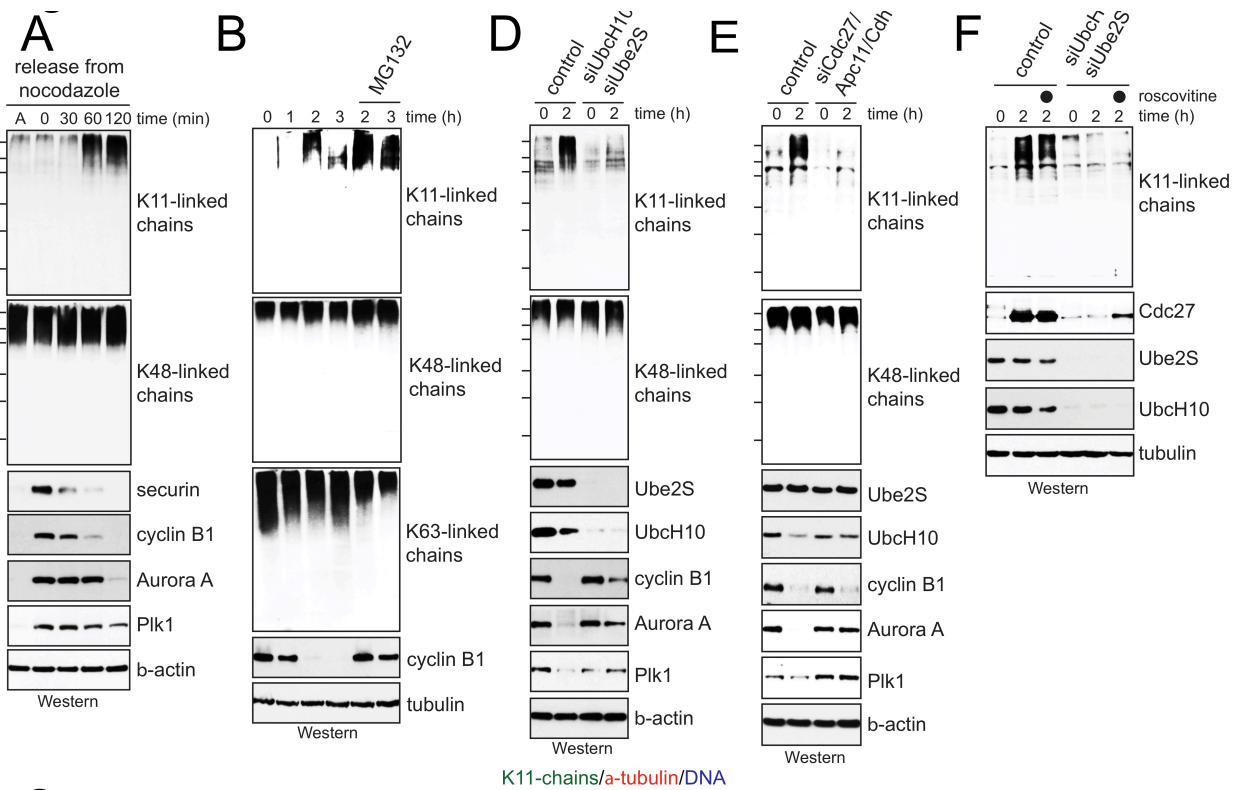 A
release from
nocodazole
A 0 30 60 120 time (min)
K11-linked
chains
K48-linked
chains
securin
cyclin B1
Aurora A
Plk1
b-actin
Western
B
MG132
0 1 2 3 2 3 time (h)
K11-linked
chains
K48-linked
chains
K63-linked
chains
cyclin B1
tubulin
Western
D
control
siUbcH10
siUbe2S
0 2 0 2 time (h)
K11-linked
chains
K48-linked
chains
Ube2S
UbcH10
cyclin B1
Aurora A
Plk1
b-actin
Western
E
control
siCdc27/
Apc11/Cdh
0 2 0 2 time (h)
K11-linked
chains
K48-linked
chains
Ube2S
UbcH10
cyclin B1
Aurora A
Plk1
b-actin
Western
F
control
siUbcH
siUbe2S
roscovitine
0 2 2 0 2 2 time (h)
K11-linked
chains
Cdc27
Ube2S
UbcH10
tubulin
Western
K11-chains/a-tubulin/DNA